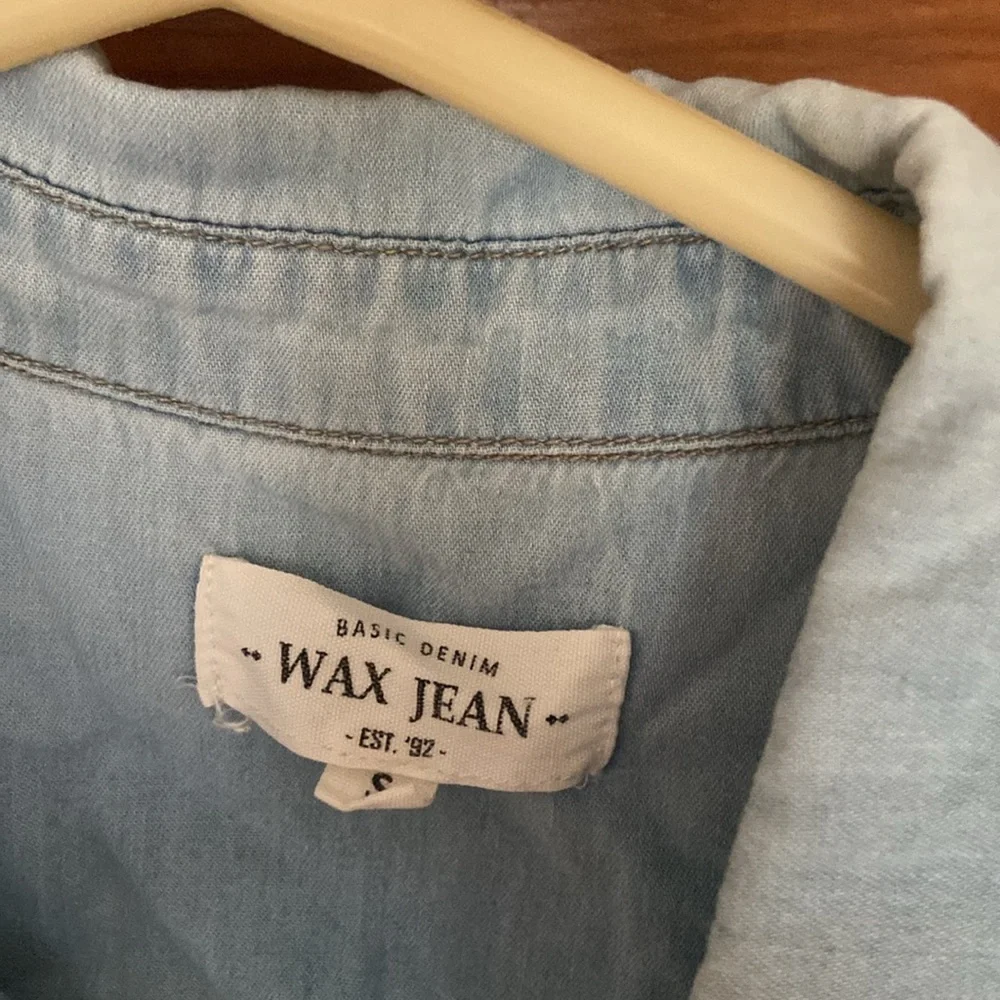 BASIC DENIM
WAX JEAN
- EST. '92 -
S